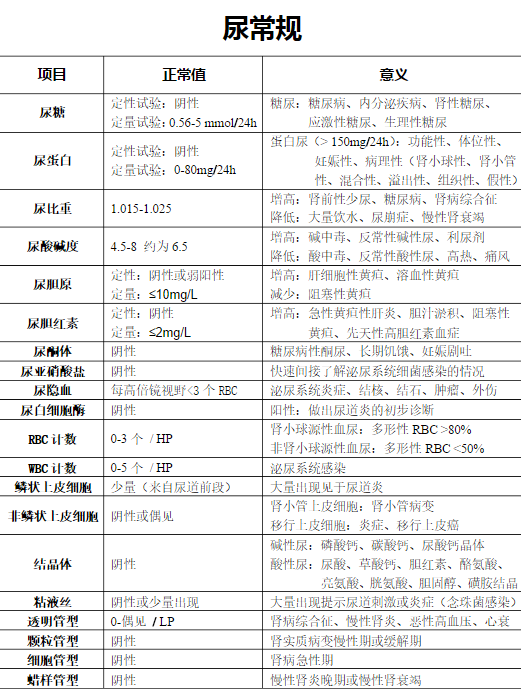 尿常规
项目 正常值 意义
尿糖
定性试验：阴性
定量试验：0.56-5 mmol/24h
糖尿：糖尿病、内分泌疾病、肾性糖尿、
应激性糖尿、生理性糖尿
尿蛋白
定性试验：阴性
定量试验：0-80mg/24h
蛋白尿（> 150mg/24h）：功能性、体位性、
妊娠性、病理性（肾小球性、肾小管
性、混合性、溢出性、组织性、假性）
尿比重
1.015-1.025
增高：肾前性少尿、糖尿病、肾病综合征
降低：大量饮水、尿崩症、慢性肾衰竭
尿酸碱度
4.5-8 约为 6.5
增高：碱中毒、反常性碱性尿、利尿剂
降低：酸中毒、反常性酸性尿、高热、痛风
尿胆原
定性：阴性或弱阳性
定量：≤10mg/L
增高：肝细胞性黄疸、溶血性黄疸
减少：阻塞性黄疸
尿胆红素
定性：阴性
定量：≤2mg/L
增高：急性黄疸性肝炎、胆汁淤积、阻塞性
黄疸、先天性高胆红素血症
尿酮体 阴性 糖尿病性酮尿、长期饥饿、妊娠剧吐
尿亚硝酸盐 阴性 快速间接了解泌尿系统细菌感染的情况
尿隐血 每高倍镜视野<3 个 RBC 泌尿系统炎症、结核、结石、肿瘤、外伤
尿白细胞酶 阴性 阳性：做出尿道炎的初步诊断
RBC 计数
0-3 个 / HP
肾小球源性血尿：多形性 RBC >80%
非肾小球源性血尿：多形性 RBC <50%
WBC 计数 0-5 个 / HP 泌尿系统感染
鳞状上皮细胞 少量（来自尿道前段） 大量出现见于尿道炎
非鳞状上皮细胞
阴性或偶见
肾小管上皮细胞：肾小管病变
移行上皮细胞：炎症、移行上皮癌
结晶体
阴性
碱性尿：磷酸钙、碳酸钙、尿酸钙晶体
酸性尿：尿酸、草酸钙、胆红素、酪氨酸、
亮氨酸、胱氨酸、胆固醇、磺胺结晶
粘液丝 阴性或少量出现 大量出现提示尿道刺激或炎症（念珠菌感染）
透明管型 0-偶见 / LP 肾病综合征、慢性肾炎、恶性高血压、心衰
颗粒管型 阴性 肾实质病变慢性期或缓解期
细胞管型 阴性 肾病急性期
蜡样管型 阴性 慢性肾炎晚期或慢性肾衰竭